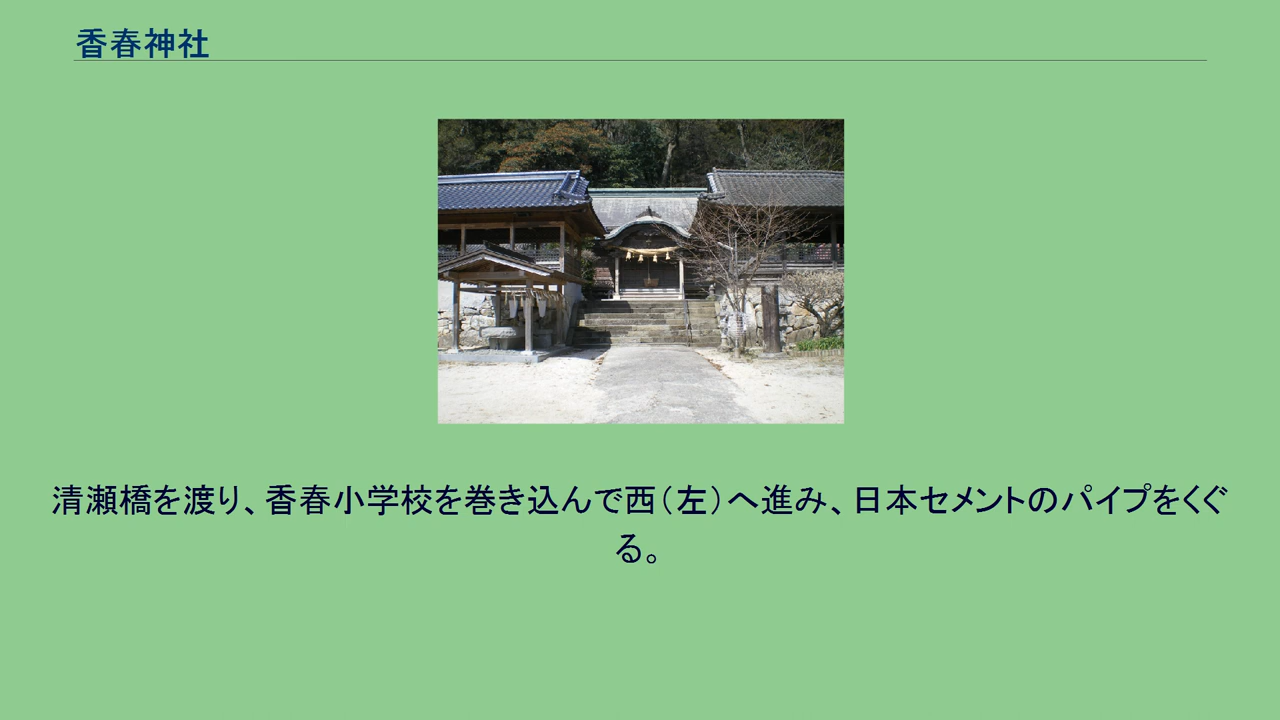 香春神社
清瀬橋を渡り、香春小学校を巻き込んで西（左）へ進み、日本セメントのパイプをくぐ
る。